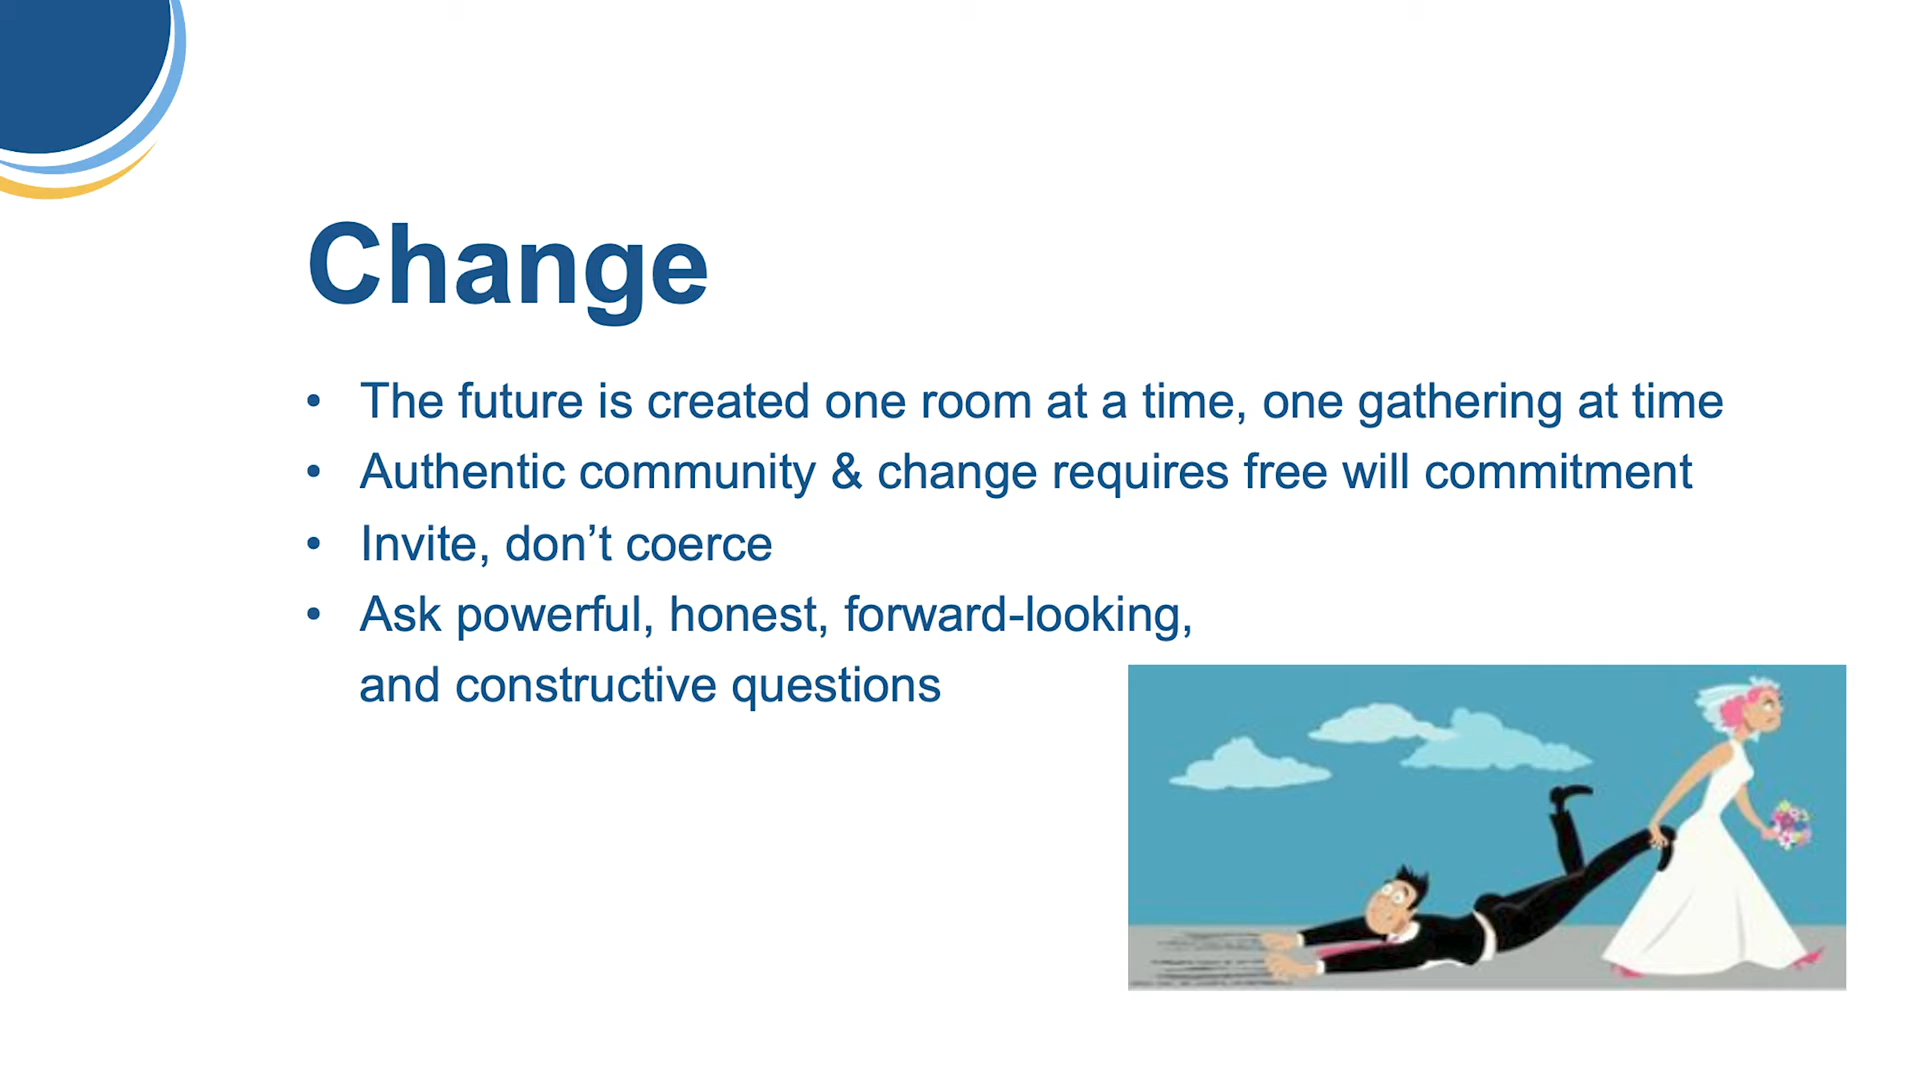 Change
• The future is created one room at a time, one gathering at time
• Authentic community & change requires free will commitment
• Invite, don’t coerce
• Ask powerful, honest, forward-looking,
and constructive questions